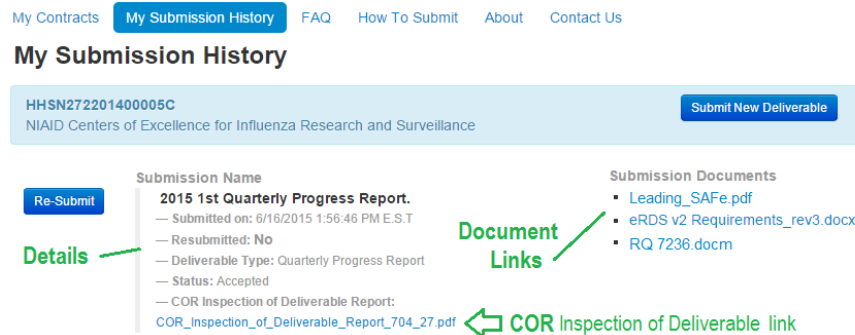 My Contracts My Submission History FAQ How To Submit About Contact Us
My Submission History
HHSN272201400005C
NIAID Centers of Excellence for Influenza Research and Surveillance
Submit New Deliverable
Submission Name
Submission Documents
Re-Submit
2015 1st Quarterly Progress Report.
— Submitted on: 6/16/2015 1:56:46 PM E.S.T
— Resubmitted: No
— Deliverable Type: Quarterly Progress Report
— Status: Accepted
— COR Inspection of Deliverable Report:
COR_Inspection_of_Deliverable_Report_704_27.pdf
Details
Document
Links
▪ Leading_SAFe.pdf
▪ eRDS v2 Requirements_rev3.docx
▪ RQ 7236.docm
COR Inspection of Deliverable link